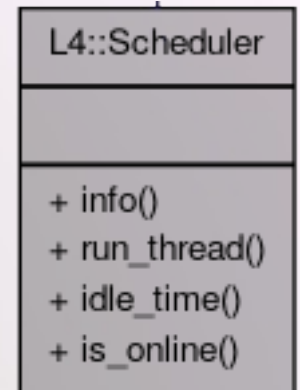 L4::Scheduler
+ info()
+ run_thread()
+ idle_time()
+ is_online()